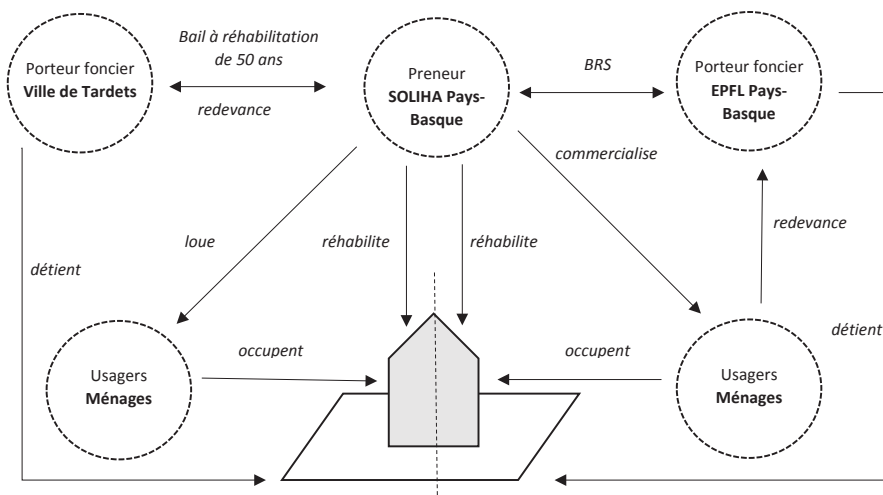 Porteur foncier
Ville de Tardets
Bail à réhabilitation
de 50 ans
redevance
Preneur
SOLIHA Pays-
Basque
BRS
Porteur foncier
EPFL Pays-
Basque
commercialise
loue
réhabilite
réhabilite
redevance
détient
détient
Usagers
Ménages
occupent
occupent
Usagers
Ménages